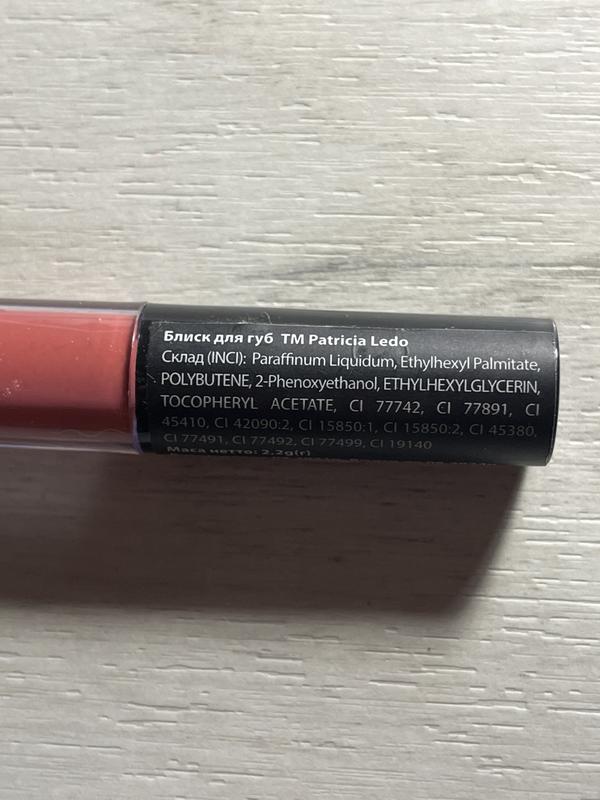 Блиск для губ TM Patricia Ledo
Склад (INCI): Paraffinum Liquidum, Ethylhexyl Palmitate,
POLYBUTENE, 2-Phenoxyethanol, ETHYLHEXYLGLYCERIN,
TOCOPHERYL ACETATE, CI 77742, CI 77891, CI
45410, CI 42090:2, CI 15850:1, CI 15850:2, CI 45380,
CI 77491, CI 77492, CI 77499, CI 19140
Маса нетто: 2.2g(г)